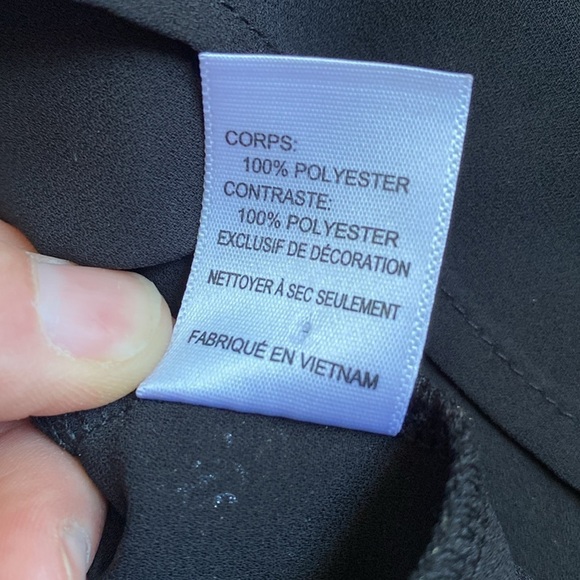 CORPS:
100% POLYESTER
CONTRASTE:
100% POLYESTER
EXCLUSIF DE DÉCORATION
NETTOYER À SEC SEULEMENT
FABRIQUÉ EN VIETNAM